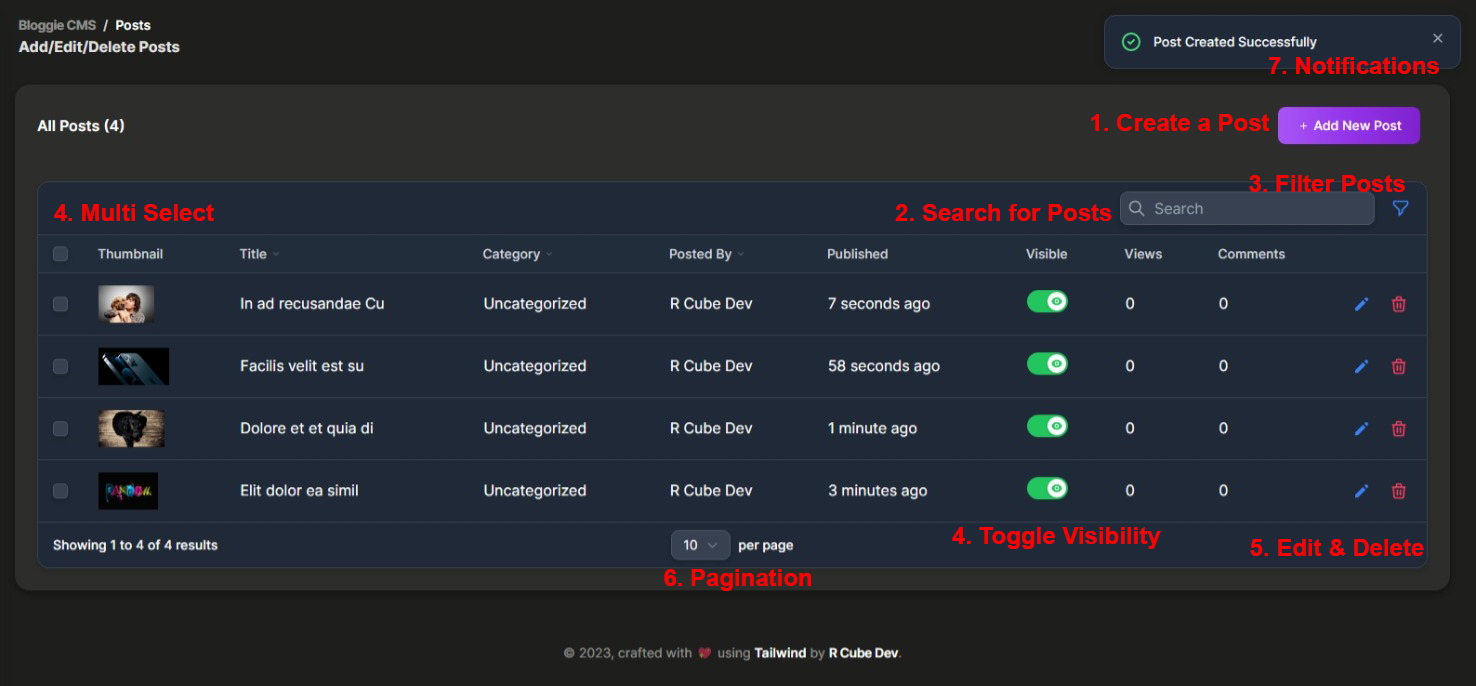 Bloggie CMS / Posts
Add/Edit/Delete Posts
Post Created Successfully
7. Notifications
All Posts (4)
1. Create a Post
+ Add New Post
3. Filter Posts
4. Multi Select
2. Search for Posts
Search
Thumbnail Title Category Posted By Published Visible Views Comments
In ad recusandae Cu Uncategorized R Cube Dev 7 seconds ago 0 0
Facilis velit est su Uncategorized R Cube Dev 58 seconds ago 0 0
Dolore et et quia di Uncategorized R Cube Dev 1 minute ago 0 0
Elit dolor ea simil Uncategorized R Cube Dev 3 minutes ago 0 0
4. Toggle Visibility
Showing 1 to 4 of 4 results 10 per page
5. Edit & Delete
6. Pagination
© 2023, crafted with using Tailwind by R Cube Dev.